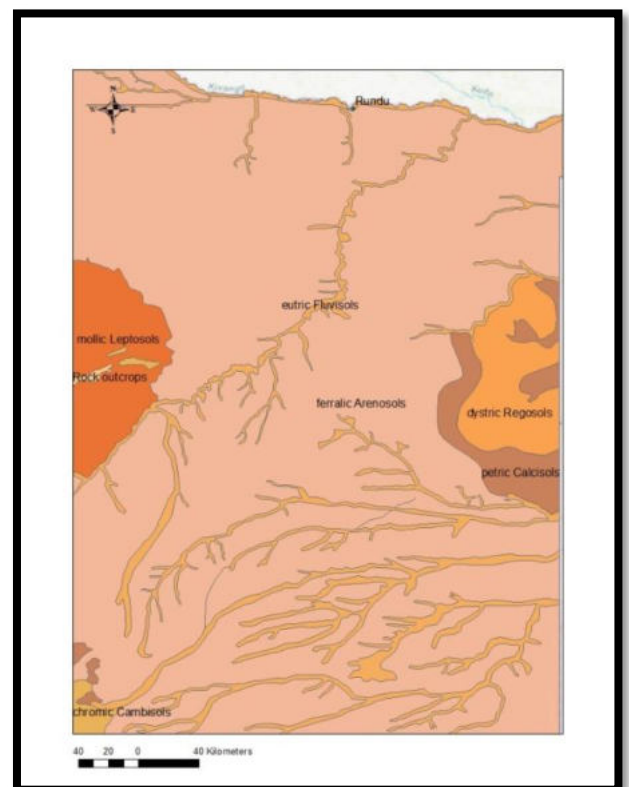 N
S
Rundu
eutric Fluvisols
mollic Leptosols
Rock outcrops
ferralic Arenosols
dystric Regosols
petric Calcisols
chromic Cambisols
40 20 0 40 Kilometers